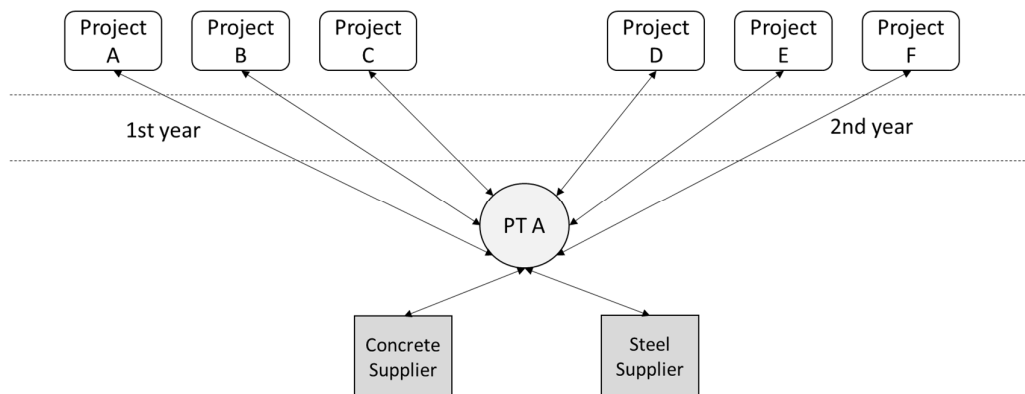 Project
A
Project
B
Project
C
Project
D
Project
E
Project
F
1st year
2nd year
PT A
Concrete
Supplier
Steel
Supplier